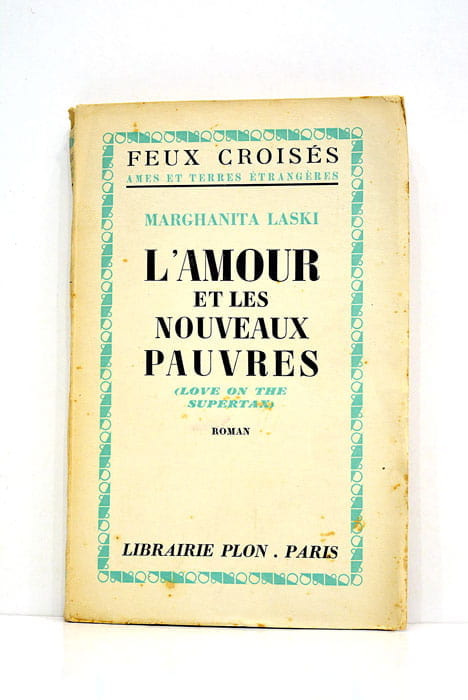 FEUX CROISÉS
AMES ET TERRES ÉTRANGÈRES
MARGHANITA LASKI
L'AMOUR
ET LES
NOUVEAUX
PAUVRES
(LOVE ON THE
SUPERTAX)
ROMAN
LIBRAIRIE PLON . PARIS